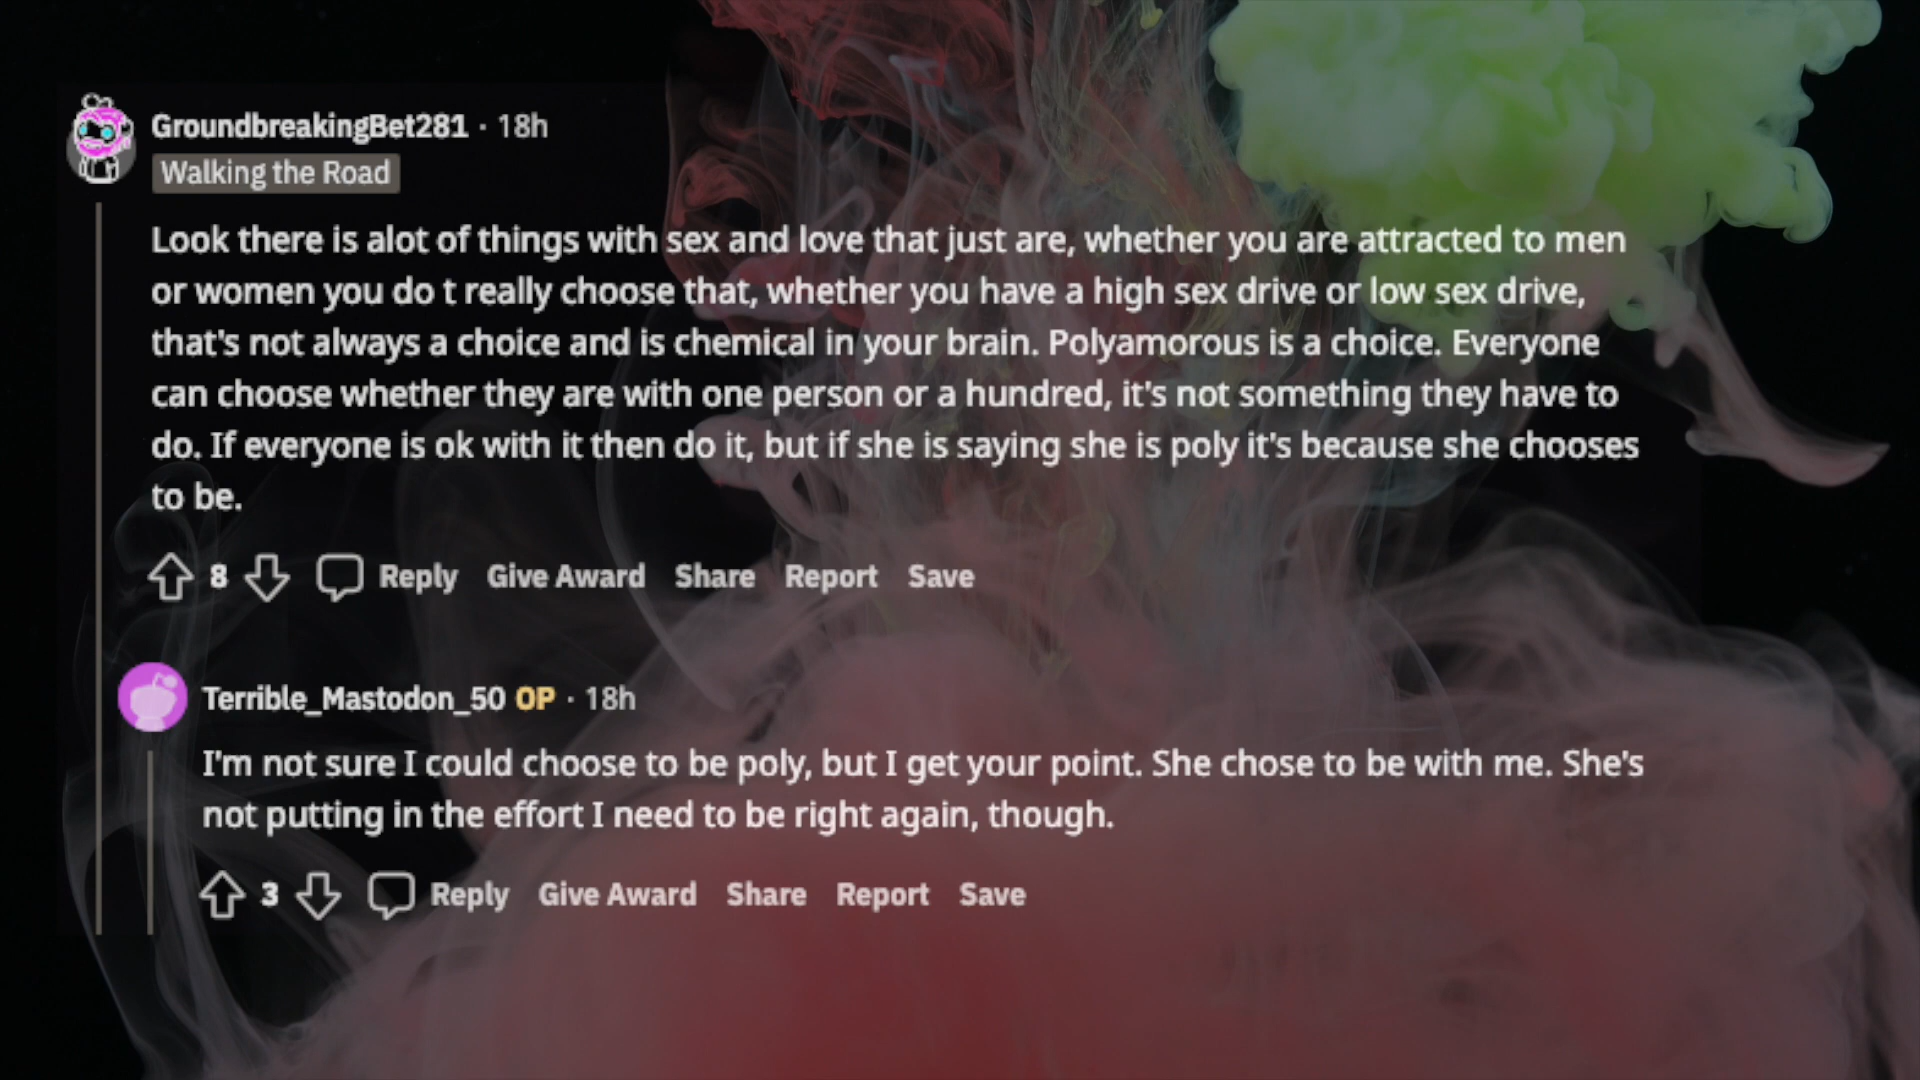 GroundbreakingBet281 · 18h
Walking the Road
Look there is alot of things with sex and love that just are, whether you are attracted to men
or women you do t really choose that, whether you have a high sex drive or low sex drive,
that's not always a choice and is chemical in your brain. Polyamorous is a choice. Everyone
can choose whether they are with one person or a hundred, it's not something they have to
do. If everyone is ok with it then do it, but if she is saying she is poly it's because she chooses
to be.
8 Reply Give Award Share Report Save
Terrible_Mastodon_50 OP · 18h
I'm not sure I could choose to be poly, but I get your point. She chose to be with me. She's
not putting in the effort I need to be right again, though.
3 Reply Give Award Share Report Save